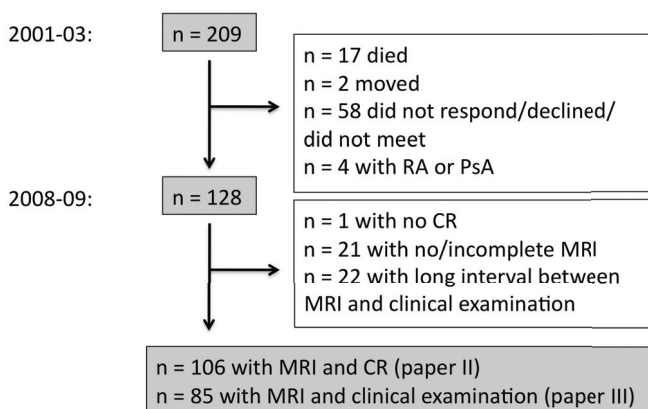 2001-03:
n = 209
n = 17 died
n = 2 moved
n = 58 did not respond/declined/
did not meet
n = 4 with RA or PsA
2008-09:
n = 128
n = 1 with no CR
n = 21 with no/incomplete MRI
n = 22 with long interval between
MRI and clinical examination
n = 106 with MRI and CR (paper II)
n = 85 with MRI and clinical examination (paper III)